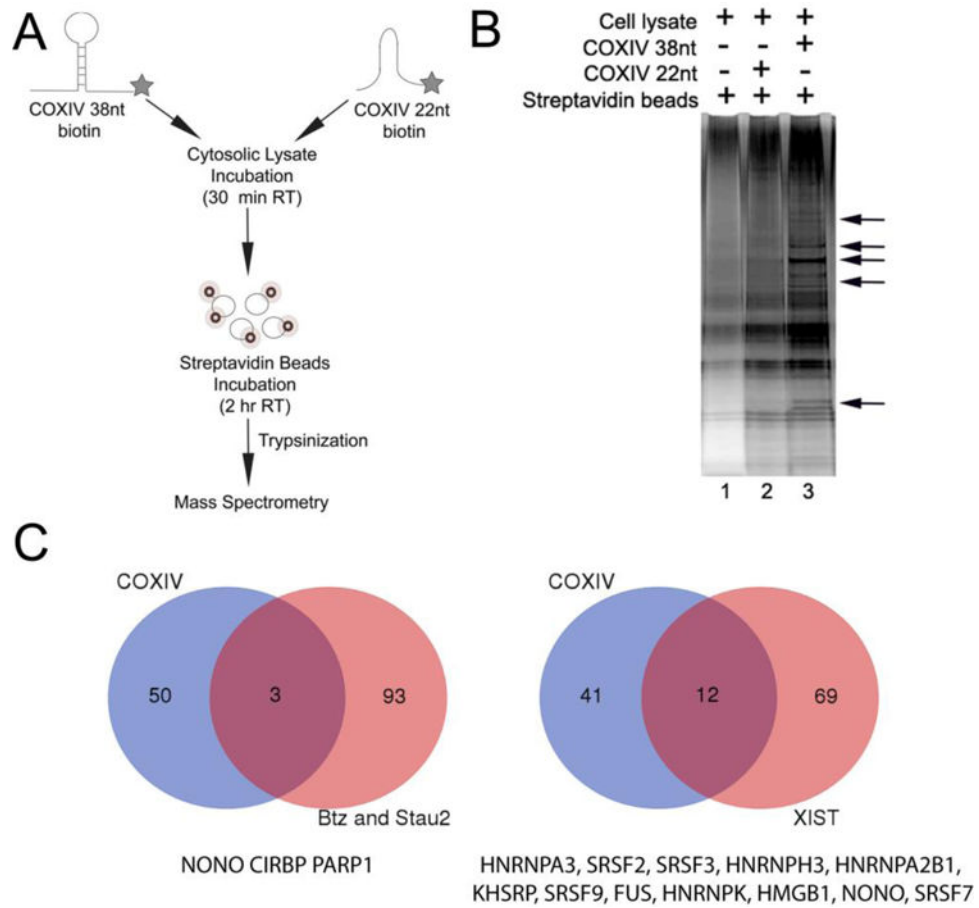 A
COXIV 38nt
biotin
COXIV 22nt
biotin
Cytosolic Lysate
Incubation
(30 min RT)
Streptavidin Beads
Incubation
(2 hr RT)
Trypsinization
Mass Spectrometry
B
Cell lysate + + +
COXIV 38nt - - +
COXIV 22nt - + -
Streptavidin beads + + +
1 2 3
C
COXIV
50 3 93
Btz and Stau2
NONO CIRBP PARP1
COXIV
41 12 69
XIST
HNRNPA3, SRSF2, SRSF3, HNRNPH3, HNRNPA2B1,
KHSRP, SRSF9, FUS, HNRNPK, HMGB1, NONO, SRSF7